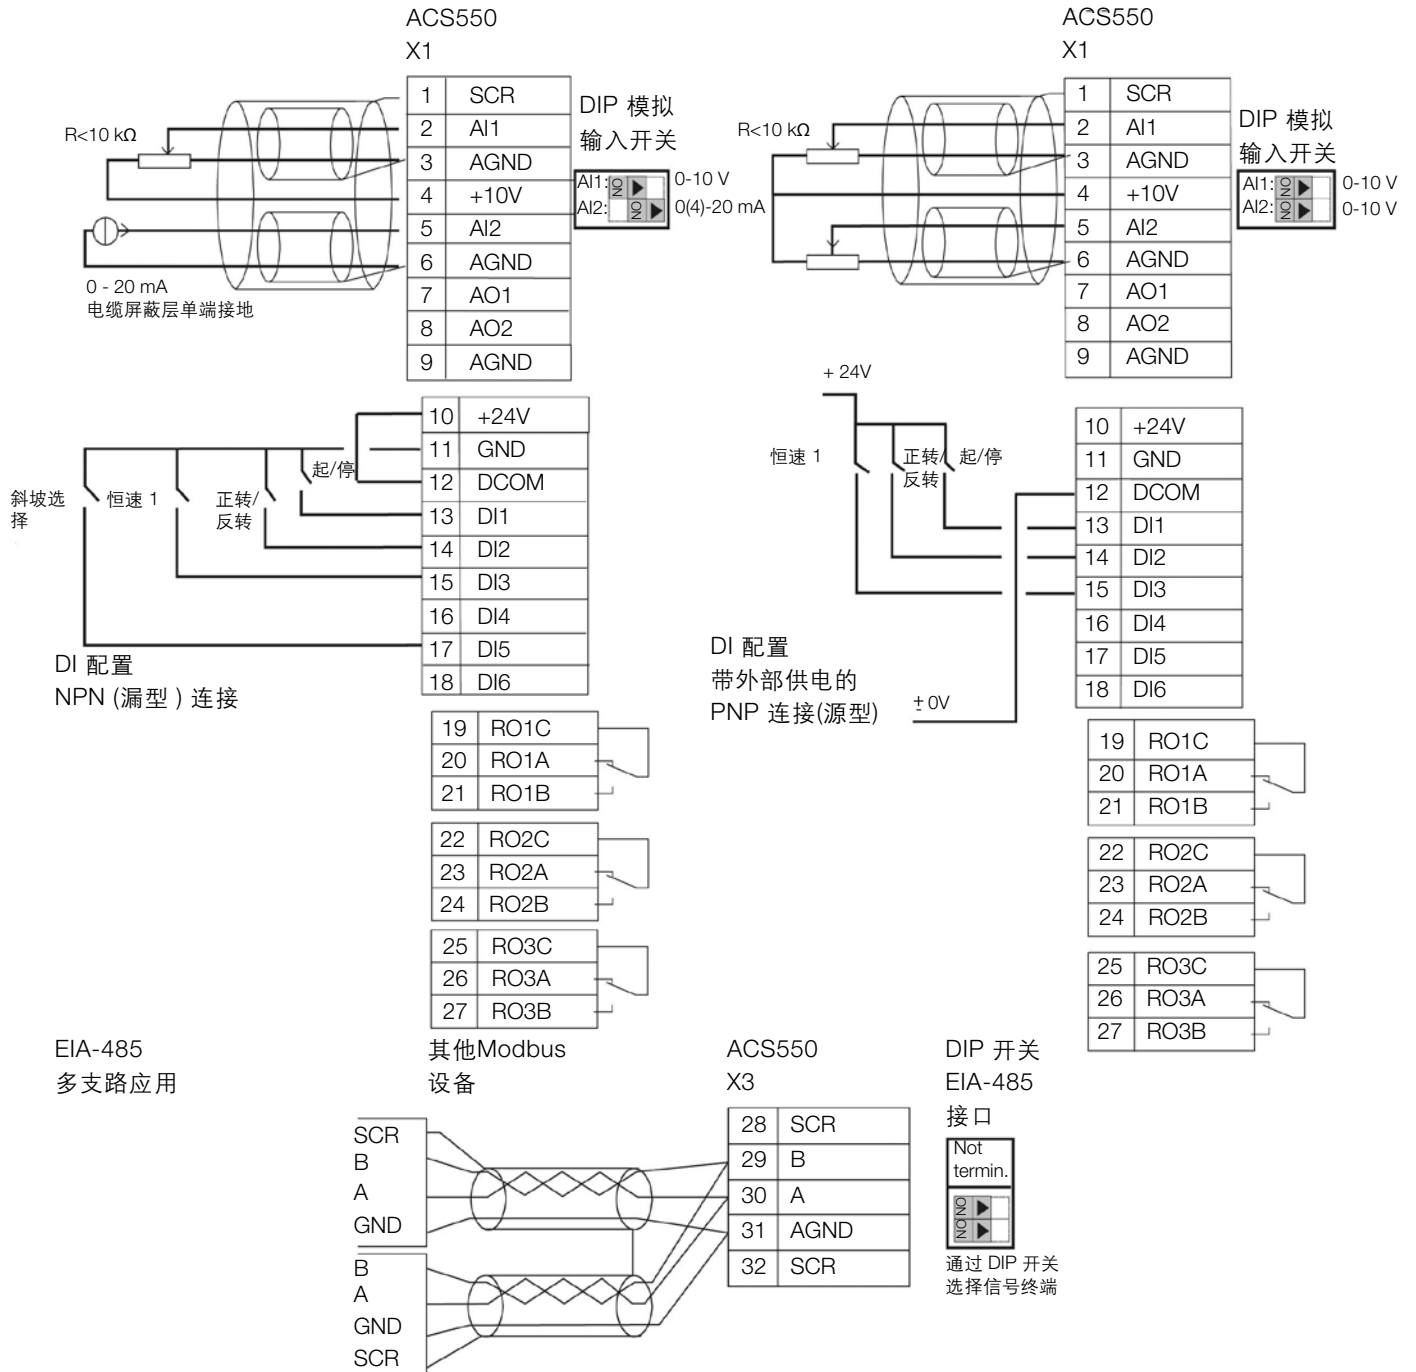 ACS550
X1
1 SCR
2 AI1
3 AGND
4 +10V
5 AI2
6 AGND
7 AO1
8 AO2
9 AGND
R<10 kΩ
0 - 20 mA
电缆屏蔽层单端接地
DIP 模拟
输入开关
AI1: ON 0-10 V
AI2: ON 0(4)-20 mA
10 +24V
11 GND
12 DCOM
13 DI1
14 DI2
15 DI3
16 DI4
17 DI5
18 DI6
斜坡选
择
恒速 1
正转/
反转
起/停
DI 配置
NPN (漏型 ) 连接
19 RO1C
20 RO1A
21 RO1B
22 RO2C
23 RO2A
24 RO2B
25 RO3C
26 RO3A
27 RO3B
ACS550
X1
1 SCR
2 AI1
3 AGND
4 +10V
5 AI2
6 AGND
7 AO1
8 AO2
9 AGND
R<10 kΩ
DIP 模拟
输入开关
AI1: ON 0-10 V
AI2: ON 0-10 V
+ 24V
恒速 1
正转/
反转
起/停
10 +24V
11 GND
12 DCOM
13 DI1
14 DI2
15 DI3
16 DI4
17 DI5
18 DI6
DI 配置
带外部供电的
PNP 连接(源型)
± 0V
19 RO1C
20 RO1A
21 RO1B
22 RO2C
23 RO2A
24 RO2B
25 RO3C
26 RO3A
27 RO3B
EIA-485
多支路应用
其他Modbus
设备
SCR
B
A
GND
B
A
GND
SCR
ACS550
X3
28 SCR
29 B
30 A
31 AGND
32 SCR
DIP 开关
EIA-485
接口
Not
termin.
ON
ON
通过 DIP 开关
选择信号终端